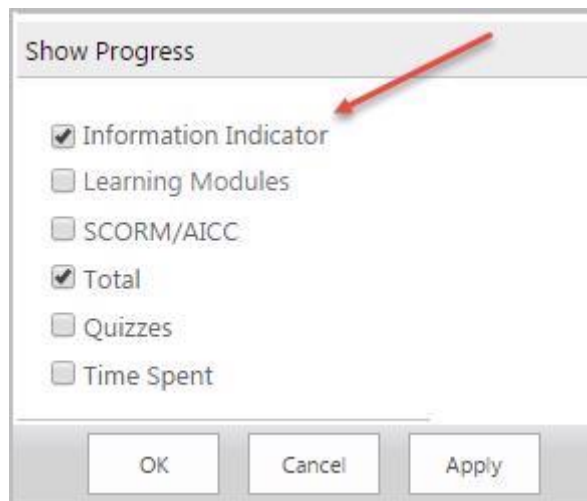 Show Progress
Information Indicator
Learning Modules
SCORM/AICC
Total
Quizzes
Time Spent
OK Cancel Apply